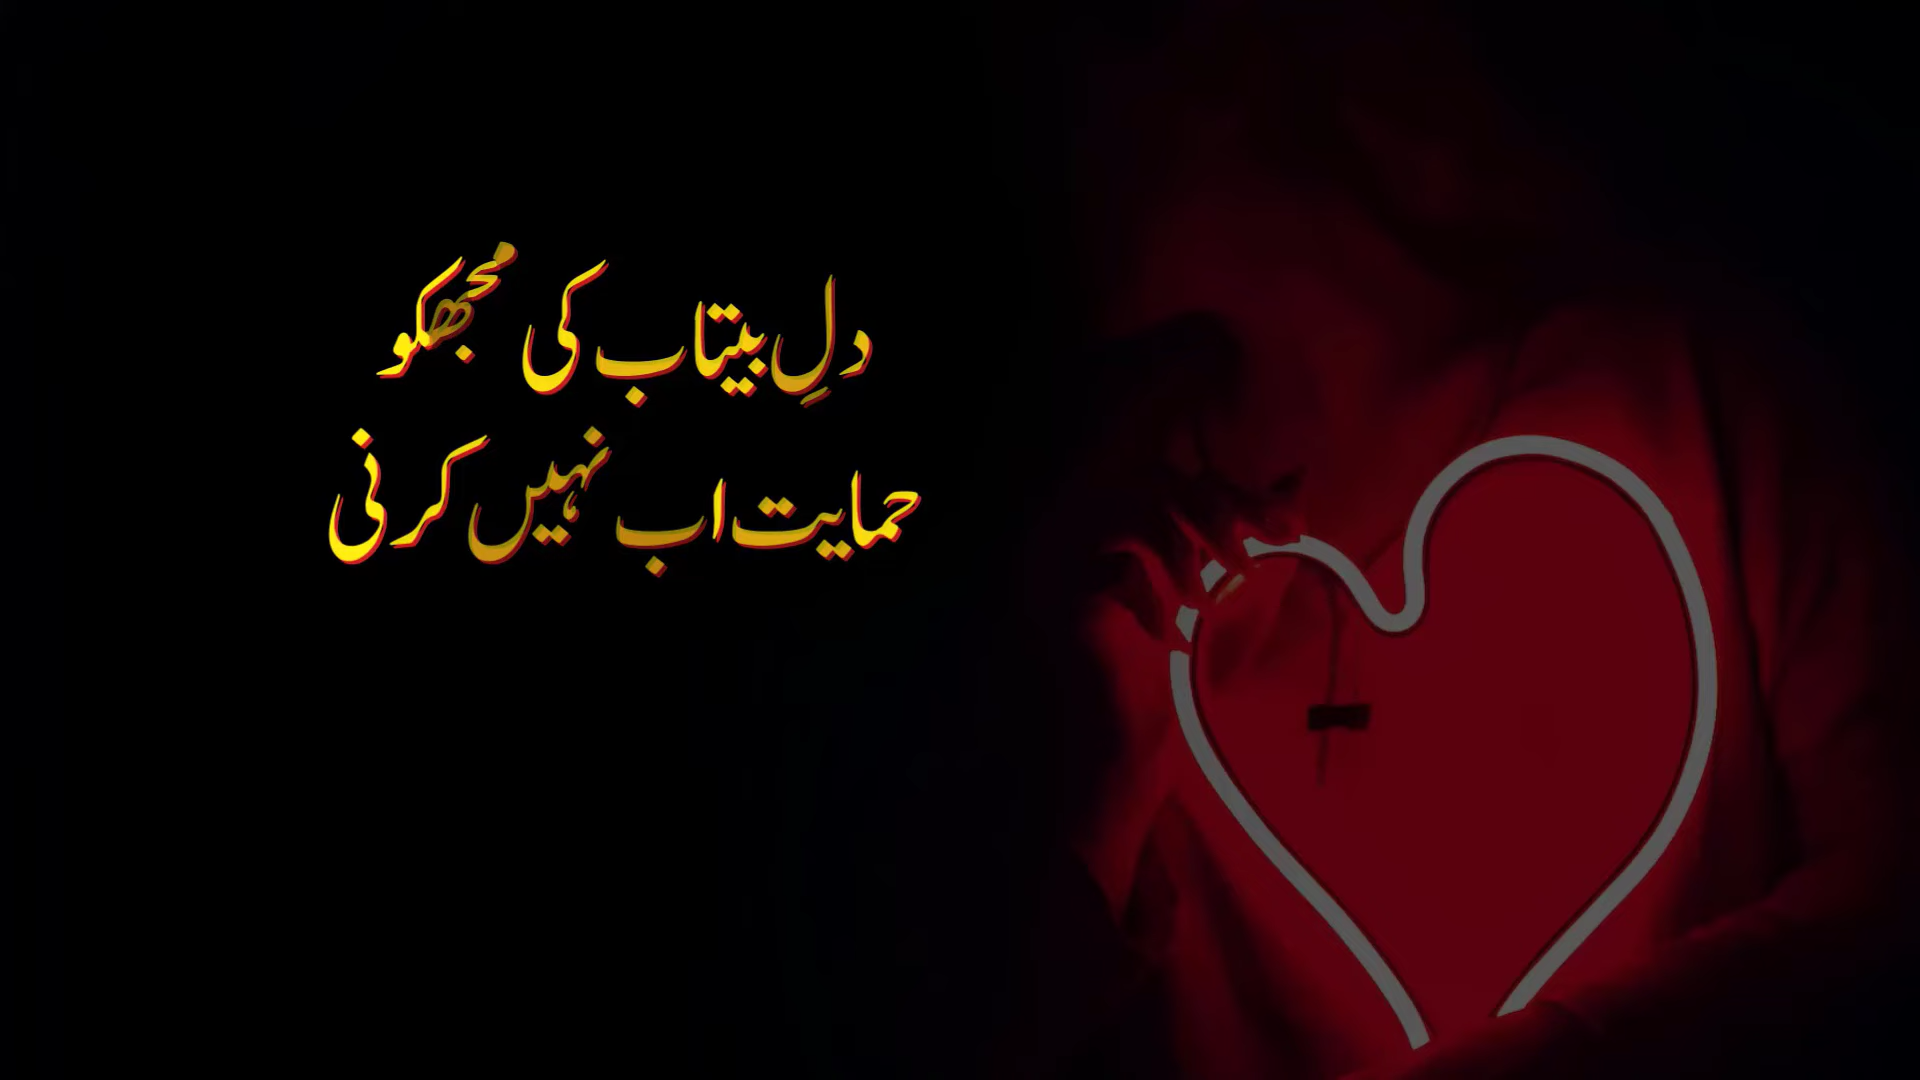 دلِ بیتاب کی مجھکو
حمایت اب نہیں کرنی